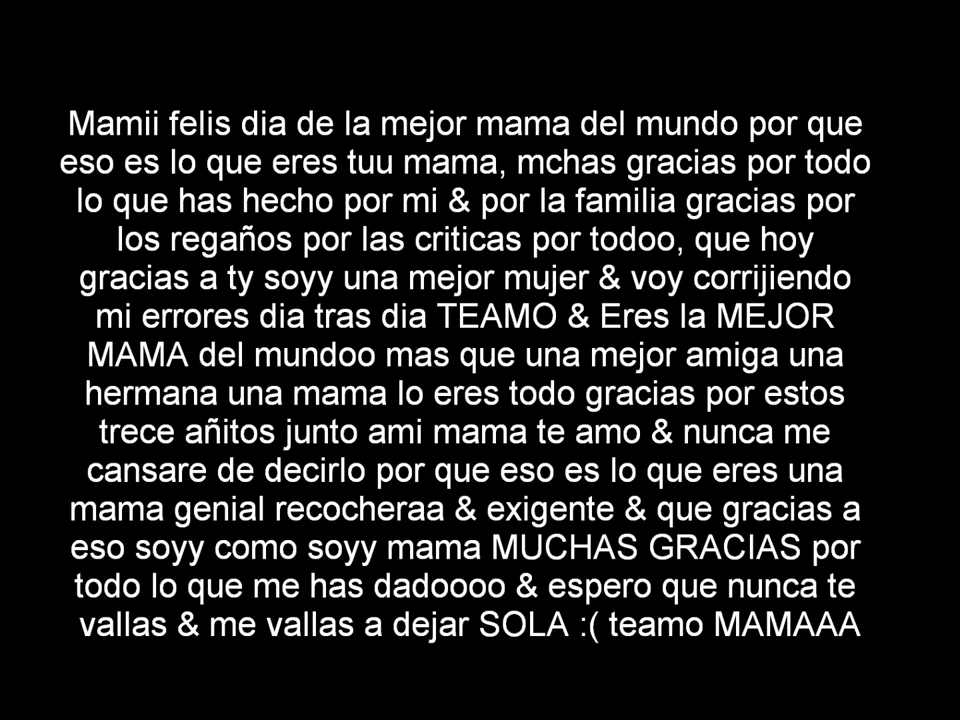 Mamii felis dia de la mejor mama del mundo por que
eso es lo que eres tuu mama, mchas gracias por todo
lo que has hecho por mi & por la familia gracias por
los regaños por las criticas por todoo, que hoy
gracias a ty soyy una mejor mujer & voy corrijiendo
mi errores dia tras dia TEAMO & Eres la MEJOR
MAMA del mundoo mas que una mejor amiga una
hermana una mama lo eres todo gracias por estos
trece añitos junto ami mama te amo & nunca me
cansare de decirlo por que eso es lo que eres una
mama genial recocheraa & exigente & que gracias a
eso soyy como soyy mama MUCHAS GRACIAS por
todo lo que me has dadoooo & espero que nunca te
vallas & me vallas a dejar SOLA :( teamo MAMAAA